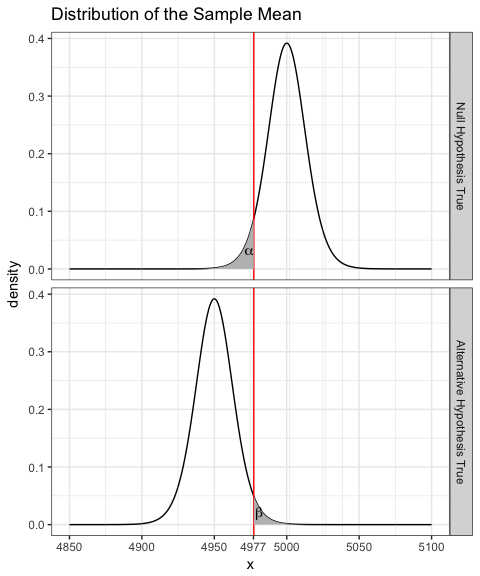 Distribution of the Sample Mean
density
0.4
0.3
0.2
0.1
0.0
α
Null Hypothesis True
0.4
0.3
0.2
0.1
0.0
β
Alternative Hypothesis True
4850 4900 4950 4977 5000 5050 5100
x